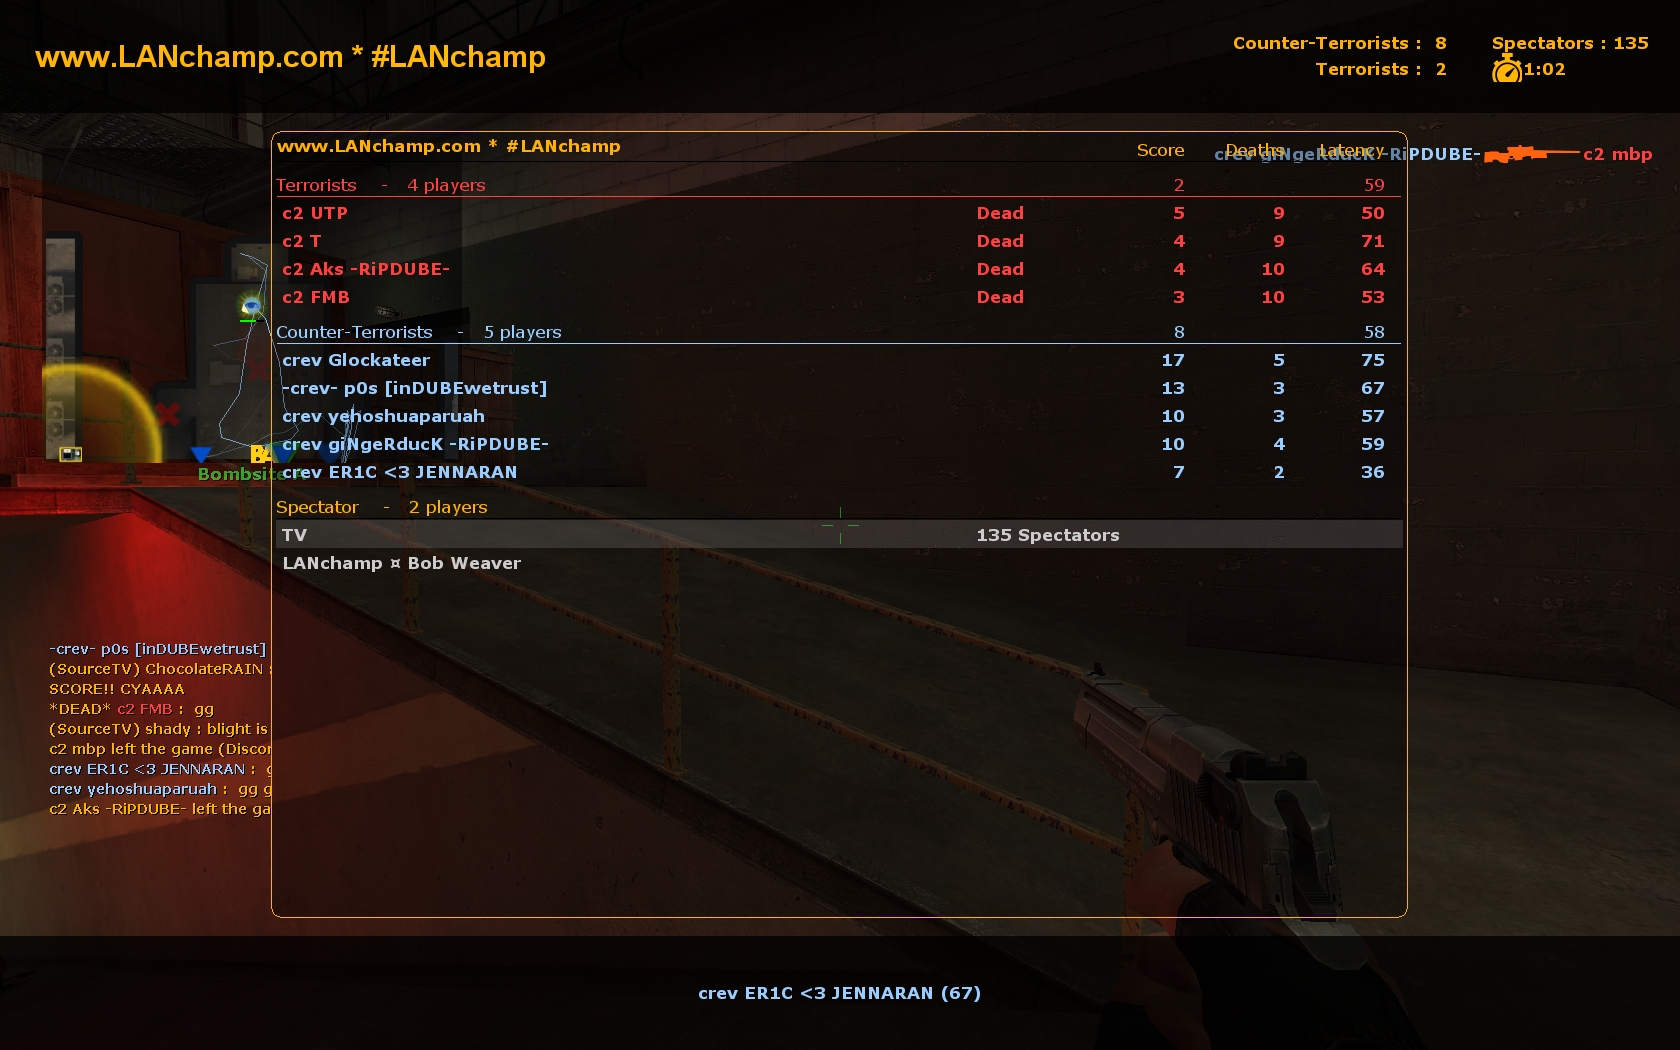 www.LANchamp.com * #LANchamp
Counter-Terrorists : 8
Spectators : 135
Terrorists : 2
1:02
www.LANchamp.com * #LANchamp Score Deaths Latency
crev giNgeRducK -RiPDUBE- c2 mbp
Terrorists - 4 players 2 59
c2 UTP Dead 5 9 50
c2 T Dead 4 9 71
c2 Aks -RiPDUBE- Dead 4 10 64
c2 FMB Dead 3 10 53
Counter-Terrorists - 5 players 8 58
crev Glockateer 17 5 75
-crev- p0s [inDUBEwetrust] 13 3 67
crev yehoshuaparuah 10 3 57
crev giNgeRducK -RiPDUBE- 10 4 59
crev ER1C <3 JENNARAN 7 2 36
Bombsite
Spectator - 2 players
TV 135 Spectators
LANchamp ¤ Bob Weaver
-crev- p0s [inDUBEwetrust]
(SourceTV) ChocolateRAIN :
SCORE!! CYAAAA
*DEAD* c2 FMB : gg
(SourceTV) shady : blight is
c2 mbp left the game (Discon
crev ER1C <3 JENNARAN : g
crev yehoshuaparuah : gg g
c2 Aks -RiPDUBE- left the ga
crev ER1C <3 JENNARAN (67)